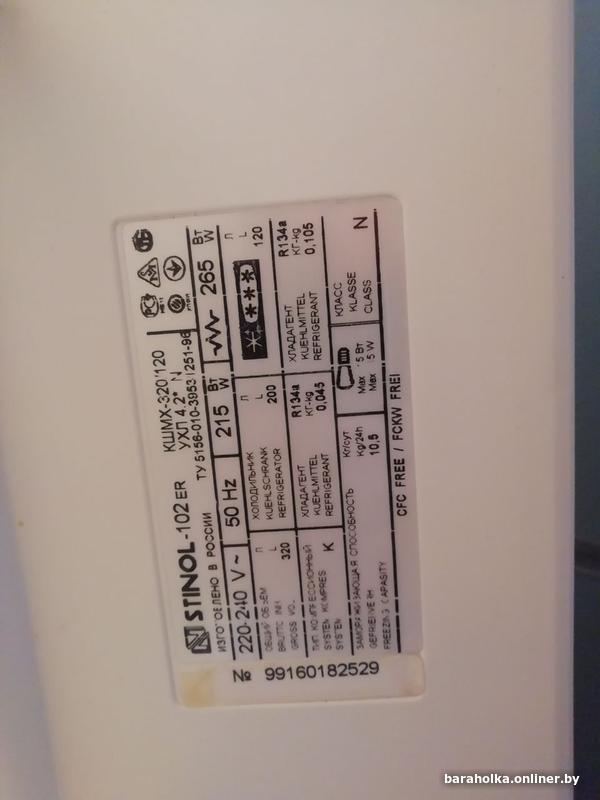 STINOL-102 ER
КШМХ-320/120
УХЛ 4.2* N
ИЗГОТОВЛЕНО В РОССИИ
ТУ 5156-010-39531251-96
220-240 V ~
50 Hz
215 Вт W
265 Вт W
ОБЩИЙ ОБЪЕМ Л
BRUTTO INH L
GROSS VOL. 320
ХОЛОДИЛЬНИК Л
KUEHLSCHRANK L
REFRIGERATOR 200
Л
L
120
ТИП КОМПРЕССИОННЫЙ
SYSTEM KOMPRES K
SYSTEM
ХЛАДАГЕНТ R134a
KUEHLMITTEL КГ-kg
REFRIGERANT 0,045
ХЛАДАГЕНТ R134a
KUEHLMITTEL КГ-kg
REFRIGERANT 0,105
ЗАМОРАЖИВАЮЩАЯ СПОСОБНОСТЬ Кг/сут
GEFRIERVERM Kg/24h
FREEZING CAPASITY 10,5
Max 15 Вт
Max 15 W
КЛАСС
KLASSE N
CLASS
CFC FREE / FCKW FREI
№ 99160182529
baraholka.onliner.by